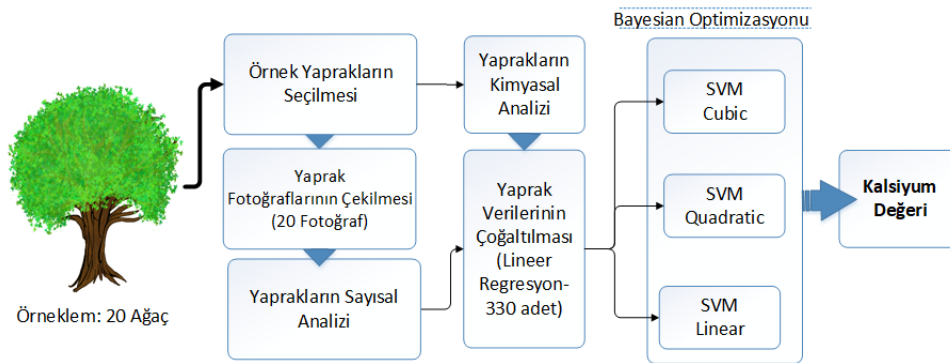 Bayesian Optimizasyonu
Örnek Yaprakların
Seçilmesi
Yaprakların
Kimyasal
Analizi
SVM
Cubic
Yaprak
Fotoğraflarının Çekilmesi
(20 Fotoğraf)
Yaprak
Verilerinin
Çoğaltılması
(Lineer
Regresyon-
330 adet)
SVM
Quadratic
Kalsiyum
Değeri
Yaprakların Sayısal
Analizi
SVM
Linear
Örneklem: 20 Ağaç